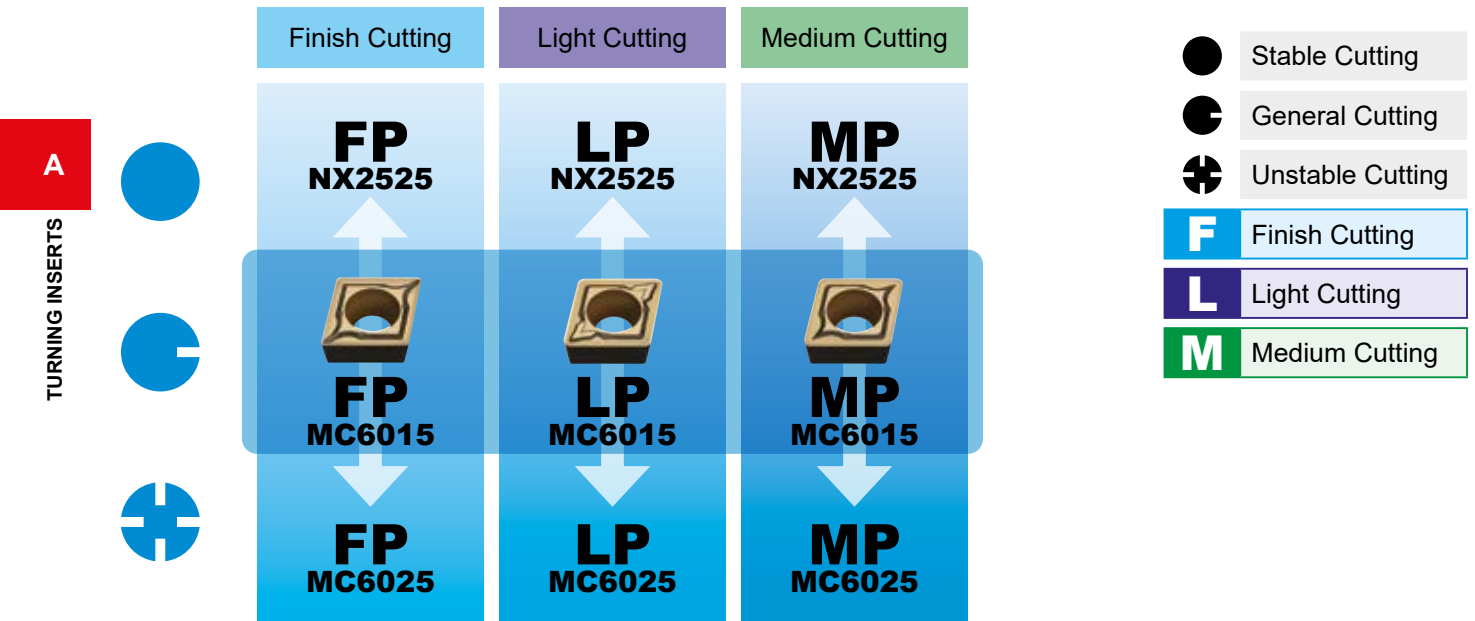 Finish Cutting
Light Cutting
Medium Cutting
A
TURNING INSERTS
FP
NX2525
LP
NX2525
MP
NX2525
FP
MC6015
LP
MC6015
MP
MC6015
FP
MC6025
LP
MC6025
MP
MC6025
Stable Cutting
General Cutting
Unstable Cutting
F Finish Cutting
L Light Cutting
M Medium Cutting